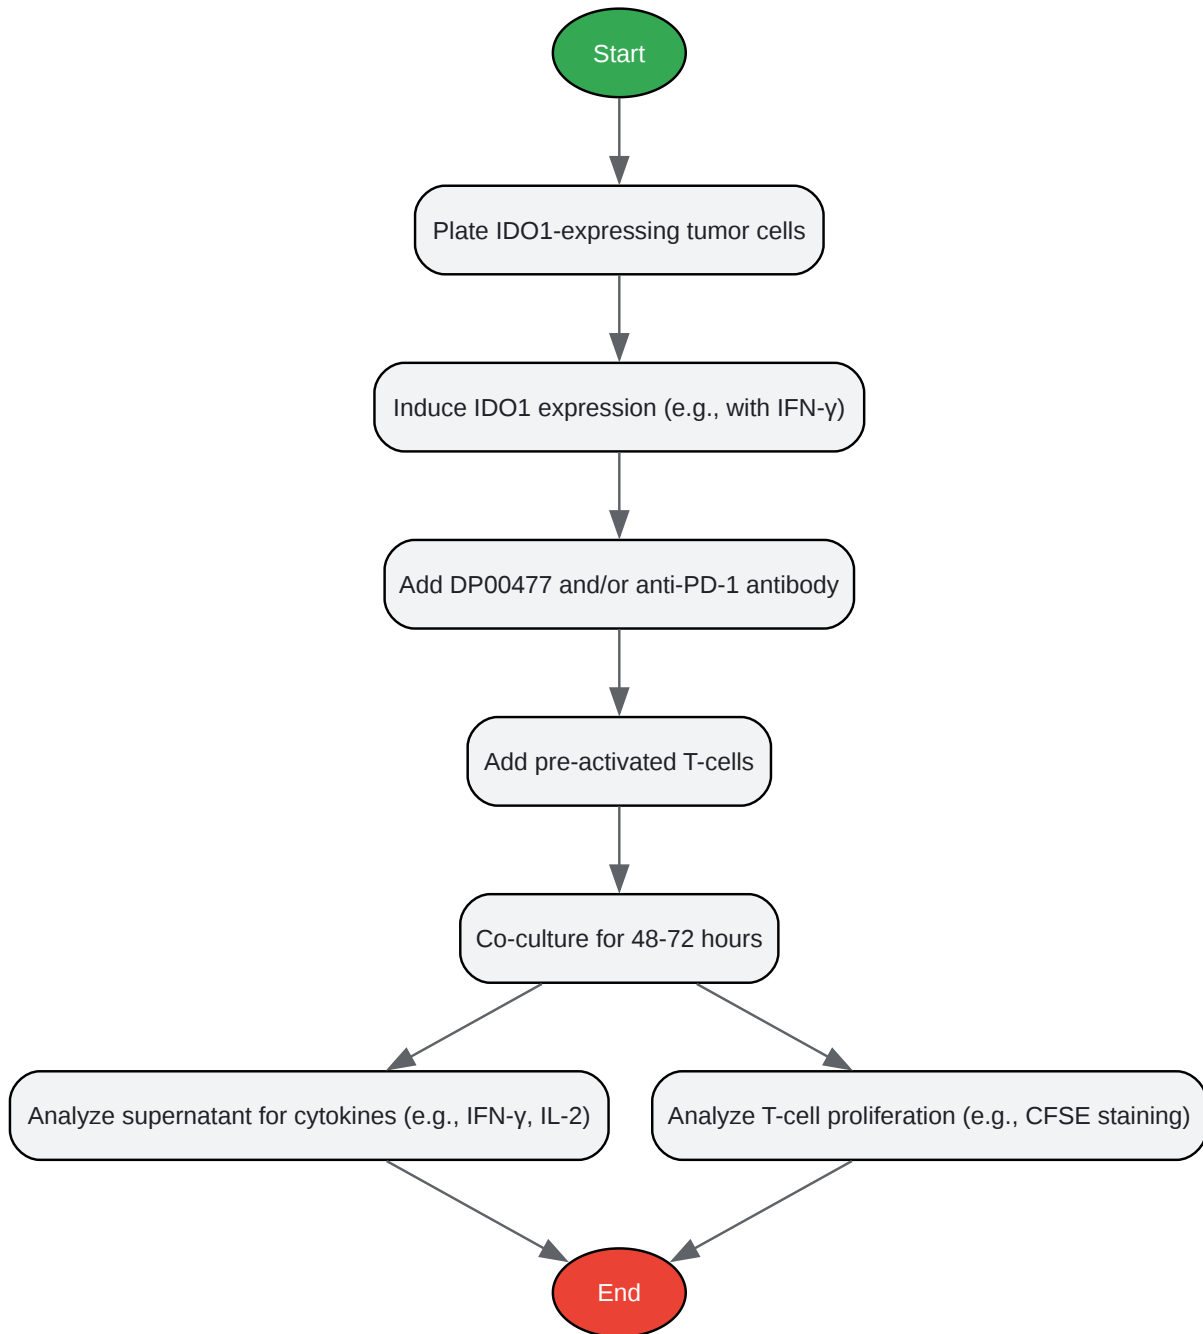 Start
Plate IDO1-expressing tumor cells
Induce IDO1 expression (e.g., with IFN-γ)
Add DP00477 and/or anti-PD-1 antibody
Add pre-activated T-cells
Co-culture for 48-72 hours
Analyze supernatant for cytokines (e.g., IFN-γ, IL-2)
Analyze T-cell proliferation (e.g., CFSE staining)
End